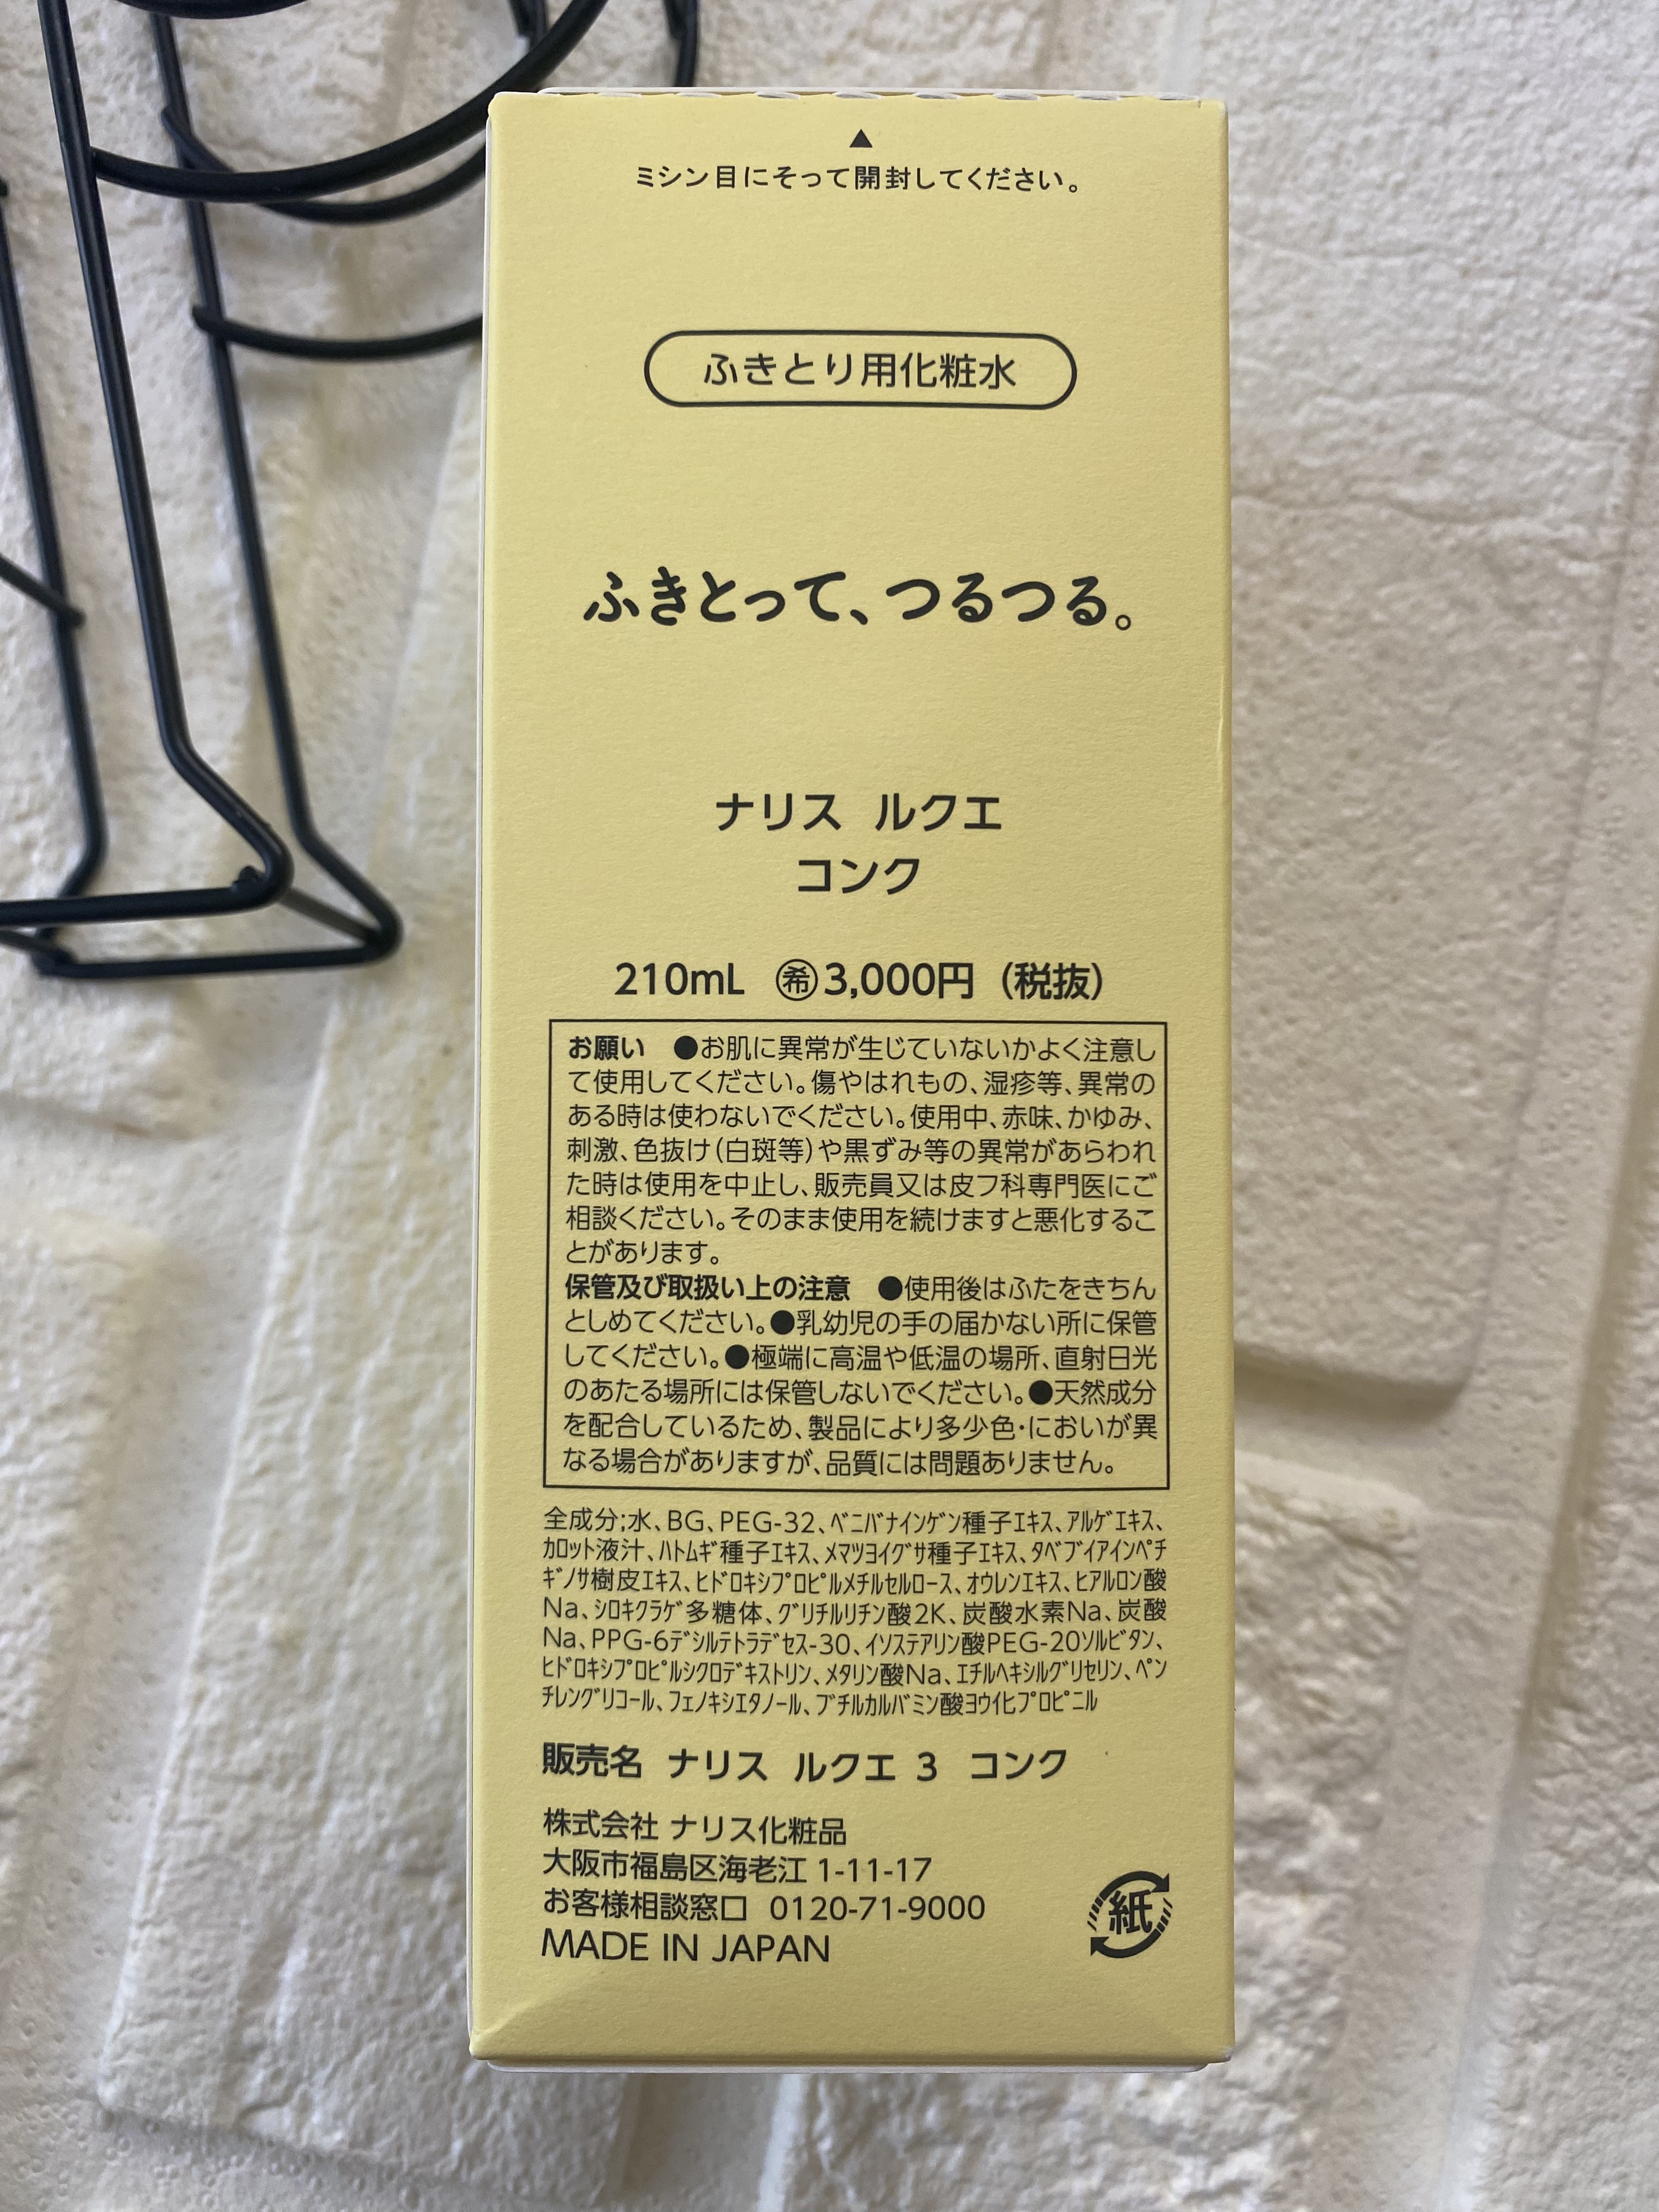 ▲
ミシン目にそって開封してください。
ふきとり用化粧水
ふきとって、つるつる。
ナリス ルクエ
コンク
210mL ㊒希3,000円（税抜）
お願い ●お肌に異常が生じていないかよく注意し
て使用してください。傷やはれもの、湿疹等、異常の
ある時は使わないでください。使用中、赤味、かゆみ、
刺激、色抜け（白斑等）や黒ずみ等の異常があらわれ
た時は使用を中止し、販売員又は皮フ科専門医にご
相談ください。そのまま使用を続けますと悪化するこ
とがあります。
保管及び取扱い上の注意 ●使用後はふたをきちん
としめてください。●乳幼児の手の届かない所に保管
してください。●極端に高温や低温の場所、直射日光
のあたる場所には保管しないでください。●天然成分
を配合しているため、製品により多少色・においが異
なる場合がありますが、品質には問題ありません。
全成分;水、BG、PEG-32、ﾍﾞﾆﾊﾞﾅｲﾝｹﾞﾝ種子ｴｷｽ、ｱﾙｹﾞｴｷｽ、
ｶﾛｯﾄ液汁、ﾊﾄﾑｷﾞ種子ｴｷｽ、ﾒﾏﾂﾖｲｸﾞｻ種子ｴｷｽ、ﾀﾍﾞﾌﾞｲｱｲﾝﾍﾟﾁ
ｷﾞﾉｻ樹皮ｴｷｽ、ﾋﾄﾞﾛｷｼﾌﾟﾛﾋﾟﾙﾒﾁﾙｾﾙﾛｰｽ、ｵｳﾚﾝｴｷｽ、ﾋｱﾙﾛﾝ酸
Na、ｼﾛｷｸﾗｹﾞ多糖体、ｸﾞﾘﾁﾙﾘﾁﾝ酸2K、炭酸水素Na、炭酸
Na、PPG-6ﾃﾞｼﾙﾃﾄﾗﾃﾞｾｽ-30、ｲｿｽﾃｱﾘﾝ酸PEG-20ｿﾙﾋﾞﾀﾝ、
ﾋﾄﾞﾛｷｼﾌﾟﾛﾋﾟﾙｼｸﾛﾃﾞｷｽﾄﾘﾝ、ﾒﾀﾘﾝ酸Na、ｴﾁﾙﾍｷｼﾙｸﾞﾘｾﾘﾝ、ﾍﾟﾝ
ﾁﾚﾝｸﾞﾘｺｰﾙ、ﾌｪﾉｷｼｴﾀﾉｰﾙ、ﾌﾞﾁﾙｶﾙﾊﾞﾐﾝ酸ﾖｳ化ﾌﾟﾛﾋﾟﾆﾙ
販売名 ナリス ルクエ 3 コンク
株式会社 ナリス化粧品
大阪市福島区海老江 1-11-17
お客様相談窓口 0120-71-9000
MADE IN JAPAN
紙